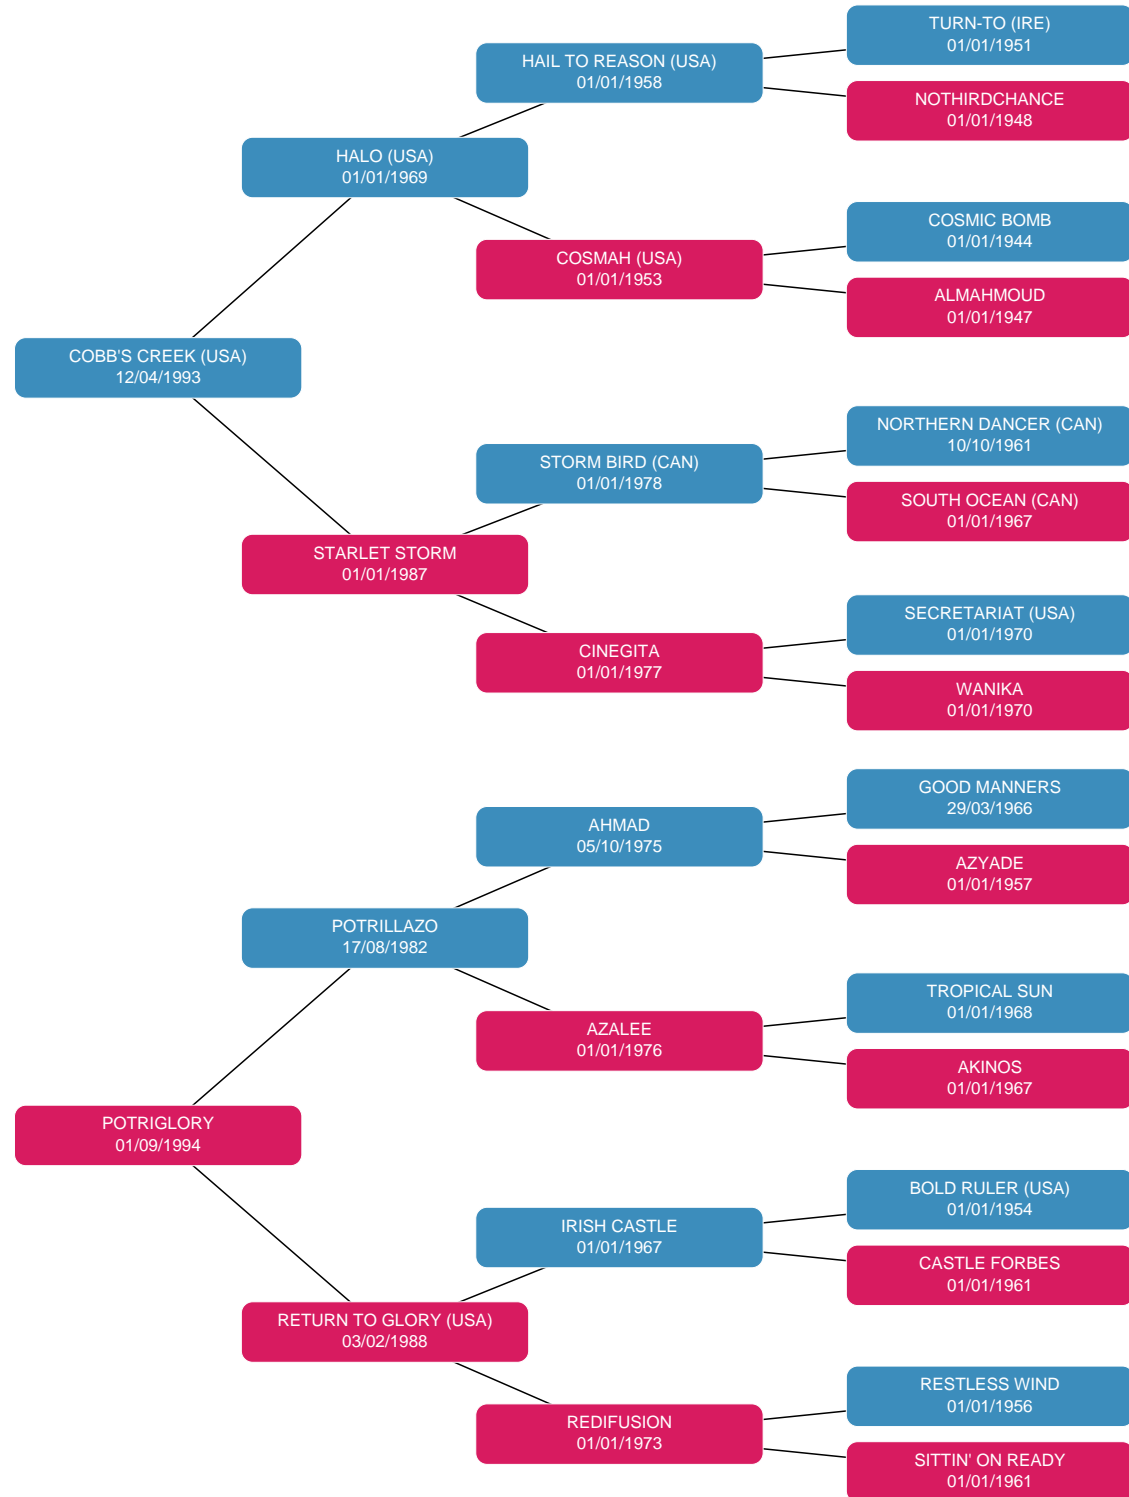 TURN-TO (IRE)
01/01/1951
HAIL TO REASON (USA)
01/01/1958
NOTHIRDCHANCE
01/01/1948
HALO (USA)
01/01/1969
COSMIC BOMB
01/01/1944
COSMAH (USA)
01/01/1953
ALMAHMOUD
01/01/1947
COBB'S CREEK (USA)
12/04/1993
NORTHERN DANCER (CAN)
10/10/1961
STORM BIRD (CAN)
01/01/1978
SOUTH OCEAN (CAN)
01/01/1967
STARLET STORM
01/01/1987
SECRETARIAT (USA)
01/01/1970
CINEGITA
01/01/1977
WANIKA
01/01/1970
GOOD MANNERS
29/03/1966
AHMAD
05/10/1975
AZYADE
01/01/1957
POTRILLAZO
17/08/1982
TROPICAL SUN
01/01/1968
AZALEE
01/01/1976
AKINOS
01/01/1967
POTRIGLORY
01/09/1994
BOLD RULER (USA)
01/01/1954
IRISH CASTLE
01/01/1967
CASTLE FORBES
01/01/1961
RETURN TO GLORY (USA)
03/02/1988
RESTLESS WIND
01/01/1956
REDIFUSION
01/01/1973
SITTIN' ON READY
01/01/1961